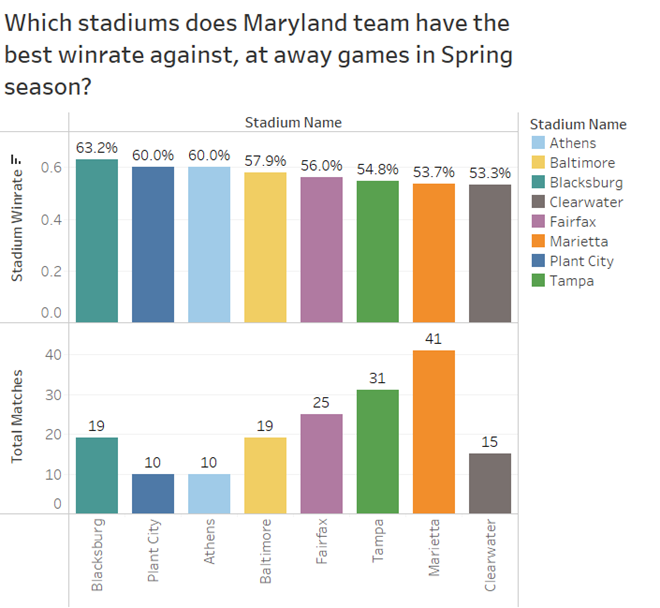 Which stadiums does Maryland team have the
best winrate against, at away games in Spring
season?
Stadium Name
Stadium Winrate
0.6
0.4
0.2
0.0
63.2%
60.0%
60.0%
57.9%
56.0%
54.8%
53.7%
53.3%
Total Matches
40
30
20
10
0
19
10
10
19
25
31
41
15
Blacksburg
Plant City
Athens
Baltimore
Fairfax
Tampa
Marietta
Clearwater
Stadium Name
Athens
Baltimore
Blacksburg
Clearwater
Fairfax
Marietta
Plant City
Tampa